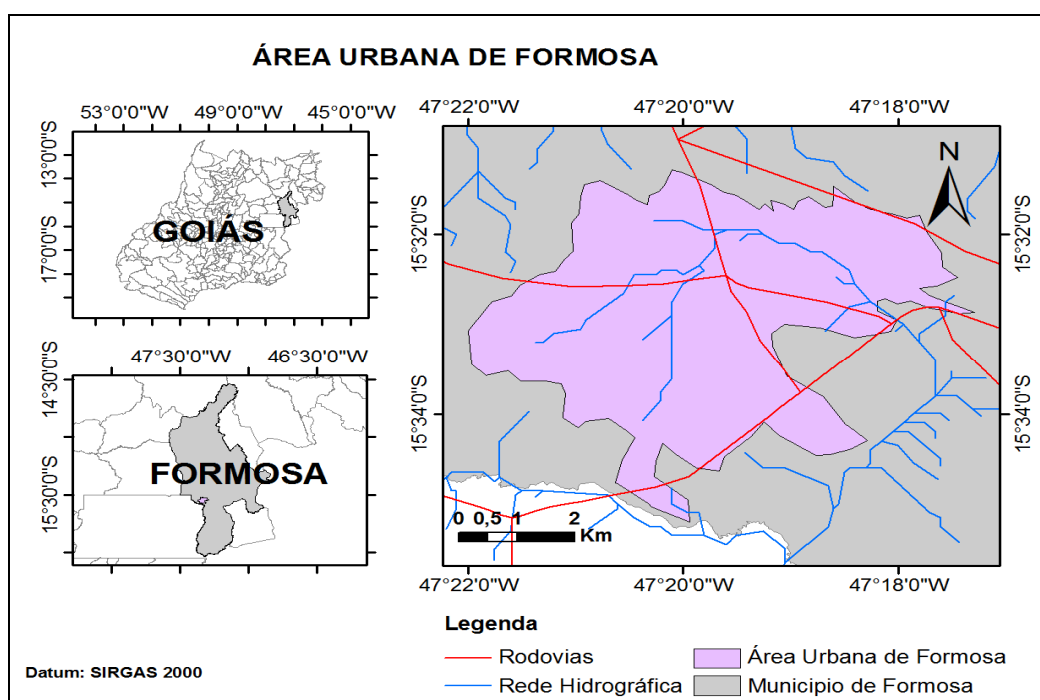 ÁREA URBANA DE FORMOSA
53°0'0"W 49°0'0"W 45°0'0"W
13°0'0"S
17°0'0"S
GOIÁS
47°30'0"W 46°30'0"W
14°30'0"S
15°30'0"S
FORMOSA
47°22'0"W 47°20'0"W 47°18'0"W
N
15°32'0"S 15°32'0"S
15°34'0"S 15°34'0"S
0 0,5 1 2
Km
47°22'0"W 47°20'0"W 47°18'0"W
Legenda
Rodovias Área Urbana de Formosa
Rede Hidrográfica Município de Formosa
Datum: SIRGAS 2000